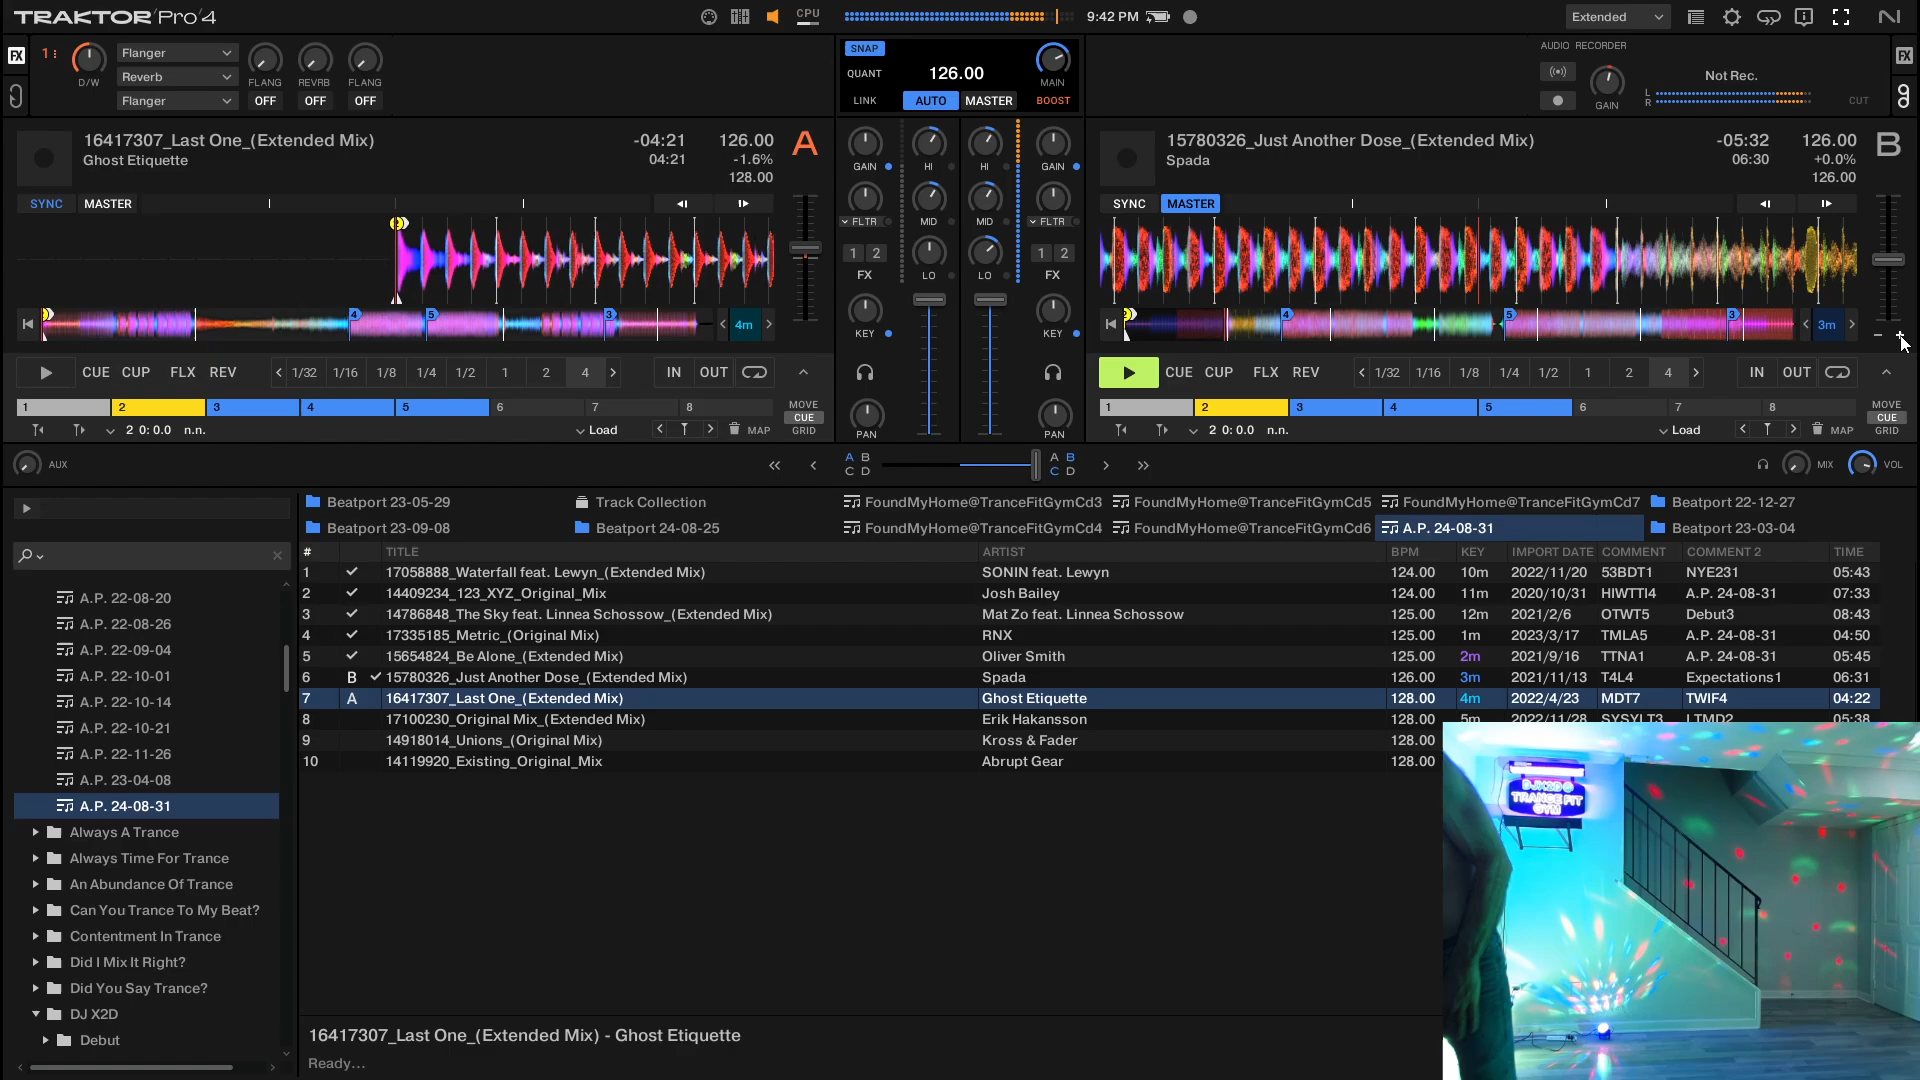 TRAKTOR Pro 4
CPU
9:42 PM
Extended
FX
1
D/W
Flanger
Reverb
Flanger
FLANG
REVRB
FLANG
OFF
OFF
OFF
SNAP
QUANT
126.00
MAIN
LINK
AUTO
MASTER
BOOST
AUDIO RECORDER
GAIN
Not Rec.
L
R
CUT
FX
16417307_Last One_(Extended Mix)
Ghost Etiquette
-04:21
04:21
126.00
-1.6%
128.00
A
SYNC
MASTER
4
5
3
4m
CUE
CUP
FLX
REV
1/32
1/16
1/8
1/4
1/2
1
2
4
IN
OUT
1
2
3
4
5
6
7
8
MOVE
CUE
GRID
2 0: 0.0
n.n.
Load
MAP
GAIN
HI
HI
GAIN
FLTR
MID
MID
FLTR
1
2
LO
LO
1
2
FX
FX
KEY
KEY
PAN
PAN
15780326_Just Another Dose_(Extended Mix)
Spada
-05:32
06:30
126.00
+0.0%
126.00
B
SYNC
MASTER
4
5
3
3m
CUE
CUP
FLX
REV
1/32
1/16
1/8
1/4
1/2
1
2
4
IN
OUT
1
2
3
4
5
6
7
8
MOVE
CUE
GRID
2 0: 0.0
n.n.
Load
MAP
AUX
A B
C D
A B
C D
MIX
VOL
Beatport 23-05-29
Track Collection
FoundMyHome@TranceFitGymCd3
FoundMyHome@TranceFitGymCd5
FoundMyHome@TranceFitGymCd7
Beatport 22-12-27
Beatport 23-09-08
Beatport 24-08-25
FoundMyHome@TranceFitGymCd4
FoundMyHome@TranceFitGymCd6
A.P. 24-08-31
Beatport 23-03-04
A.P. 22-08-20
A.P. 22-08-26
A.P. 22-09-04
A.P. 22-10-01
A.P. 22-10-14
A.P. 22-10-21
A.P. 22-11-26
A.P. 23-04-08
A.P. 24-08-31
Always A Trance
Always Time For Trance
An Abundance Of Trance
Can You Trance To My Beat?
Contentment In Trance
Did I Mix It Right?
Did You Say Trance?
DJ X2D
Debut
# TITLE ARTIST BPM KEY IMPORT DATE COMMENT COMMENT 2 TIME
1 17058888_Waterfall feat. Lewyn_(Extended Mix) SONIN feat. Lewyn 124.00 10m 2022/11/20 53BDT1 NYE231 05:43
2 14409234_123_XYZ_Original_Mix Josh Bailey 124.00 11m 2020/10/31 HIWTTI4 A.P. 24-08-31 07:33
3 14786848_The Sky feat. Linnea Schossow_(Extended Mix) Mat Zo feat. Linnea Schossow 125.00 12m 2021/2/6 OTWT5 Debut3 08:43
4 17335185_Metric_(Original Mix) RNX 125.00 1m 2023/3/17 TMLA5 A.P. 24-08-31 04:50
5 15654824_Be Alone_(Extended Mix) Oliver Smith 125.00 2m 2021/9/16 TTNA1 A.P. 24-08-31 05:45
6 B 15780326_Just Another Dose_(Extended Mix) Spada 126.00 3m 2021/11/13 T4L4 Expectations1 06:31
7 A 16417307_Last One_(Extended Mix) Ghost Etiquette 128.00 4m 2022/4/23 MDT7 TWIF4 04:22
8 17100230_Original Mix_(Extended Mix) Erik Hakansson 128.00 5m 2022/11/28 SYSYLT3 LTMD2 05:38
9 14918014_Unions_(Original Mix) Kross & Fader 128.00
10 14119920_Existing_Original_Mix Abrupt Gear 128.00
DJX2D @
TRANCE FIT
GYM
16417307_Last One_(Extended Mix) - Ghost Etiquette
Ready...